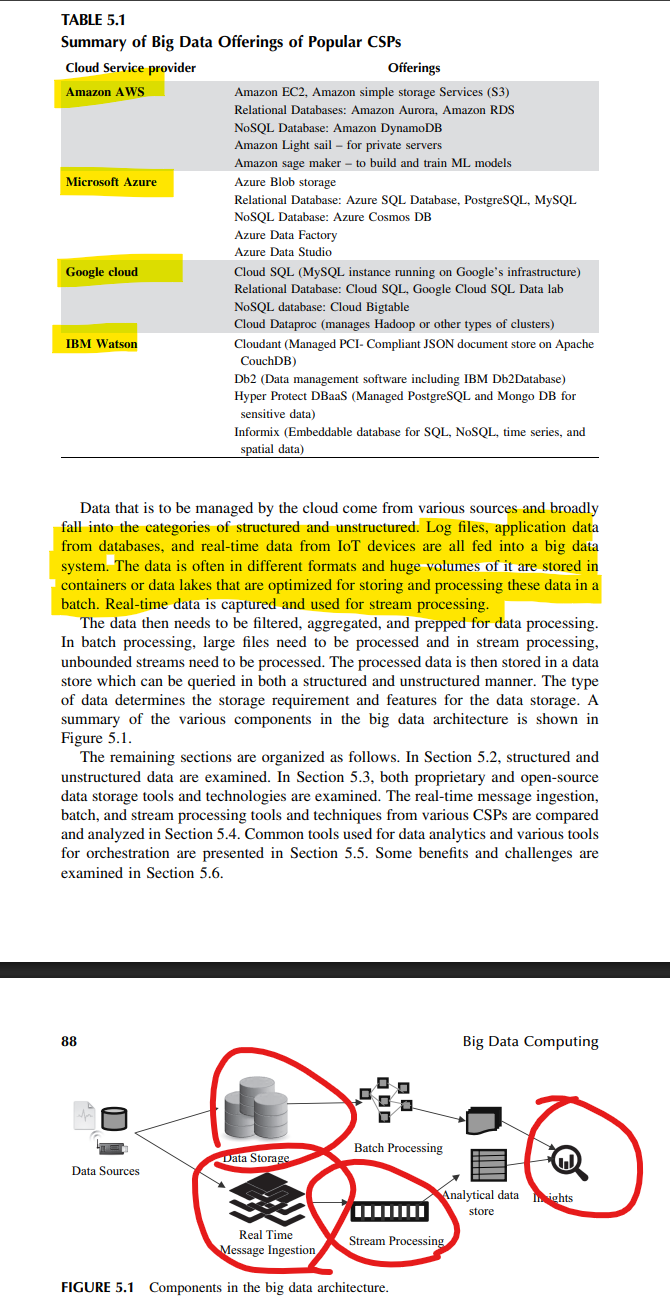 TABLE 5.1
Summary of Big Data Offerings of Popular CSPs
Cloud Service provider Offerings
Amazon AWS Amazon EC2, Amazon simple storage Services (S3)
Relational Databases: Amazon Aurora, Amazon RDS
NoSQL Database: Amazon DynamoDB
Amazon Light sail – for private servers
Amazon sage maker – to build and train ML models
Microsoft Azure Azure Blob storage
Relational Database: Azure SQL Database, PostgreSQL, MySQL
NoSQL Database: Azure Cosmos DB
Azure Data Factory
Azure Data Studio
Google cloud Cloud SQL (MySQL instance running on Google's infrastructure)
Relational Database: Cloud SQL, Google Cloud SQL Data lab
NoSQL database: Cloud Bigtable
Cloud Dataproc (manages Hadoop or other types of clusters)
IBM Watson Cloudant (Managed PCI- Compliant JSON document store on Apache
CouchDB)
Db2 (Data management software including IBM Db2Database)
Hyper Protect DBaaS (Managed PostgreSQL and Mongo DB for
sensitive data)
Informix (Embeddable database for SQL, NoSQL, time series, and
spatial data)
Data that is to be managed by the cloud come from various sources and broadly
fall into the categories of structured and unstructured. Log files, application data
from databases, and real-time data from IoT devices are all fed into a big data
system. The data is often in different formats and huge volumes of it are stored in
containers or data lakes that are optimized for storing and processing these data in a
batch. Real-time data is captured and used for stream processing.
The data then needs to be filtered, aggregated, and prepped for data processing.
In batch processing, large files need to be processed and in stream processing,
unbounded streams need to be processed. The processed data is then stored in a data
store which can be queried in both a structured and unstructured manner. The type
of data determines the storage requirement and features for the data storage. A
summary of the various components in the big data architecture is shown in
Figure 5.1.
The remaining sections are organized as follows. In Section 5.2, structured and
unstructured data are examined. In Section 5.3, both proprietary and open-source
data storage tools and technologies are examined. The real-time message ingestion,
batch, and stream processing tools and techniques from various CSPs are compared
and analyzed in Section 5.4. Common tools used for data analytics and various tools
for orchestration are presented in Section 5.5. Some benefits and challenges are
examined in Section 5.6.
88 Big Data Computing
Data Sources
Data Storage
Batch Processing
Real Time
Message Ingestion
Stream Processing
Analytical data
store
Insights
FIGURE 5.1 Components in the big data architecture.